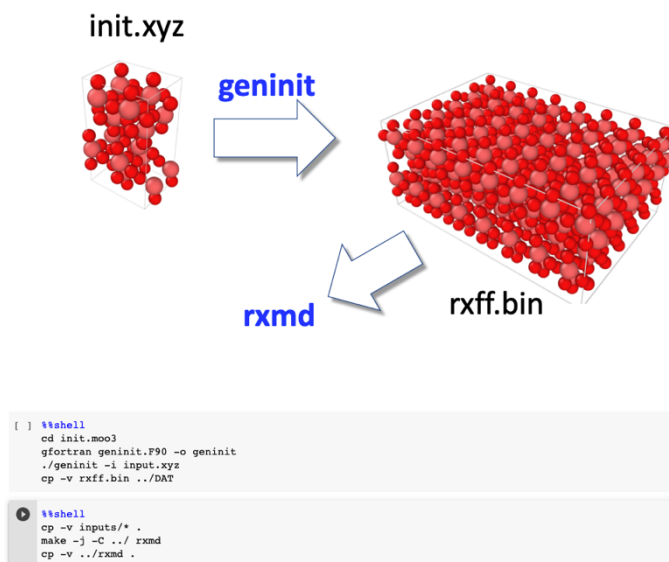 init.xyz
geninit
rxmd
rxff.bin
[ ] %%shell
cd init.moo3
gfortran geninit.F90 -o geninit
./geninit -i input.xyz
cp -v rxff.bin ../DAT
%%shell
cp -v inputs/* .
make -j -C ../ rxmd
cp -v ../rxmd .